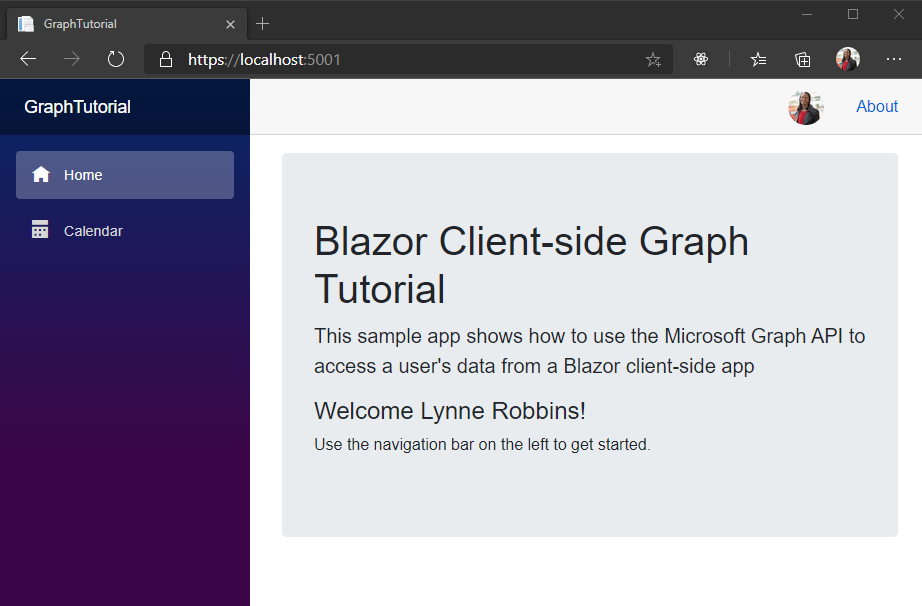 GraphTutorial
https://localhost:5001
GraphTutorial
About
Home
Calendar
Blazor Client-side Graph
Tutorial
This sample app shows how to use the Microsoft Graph API to
access a user's data from a Blazor client-side app
Welcome Lynne Robbins!
Use the navigation bar on the left to get started.